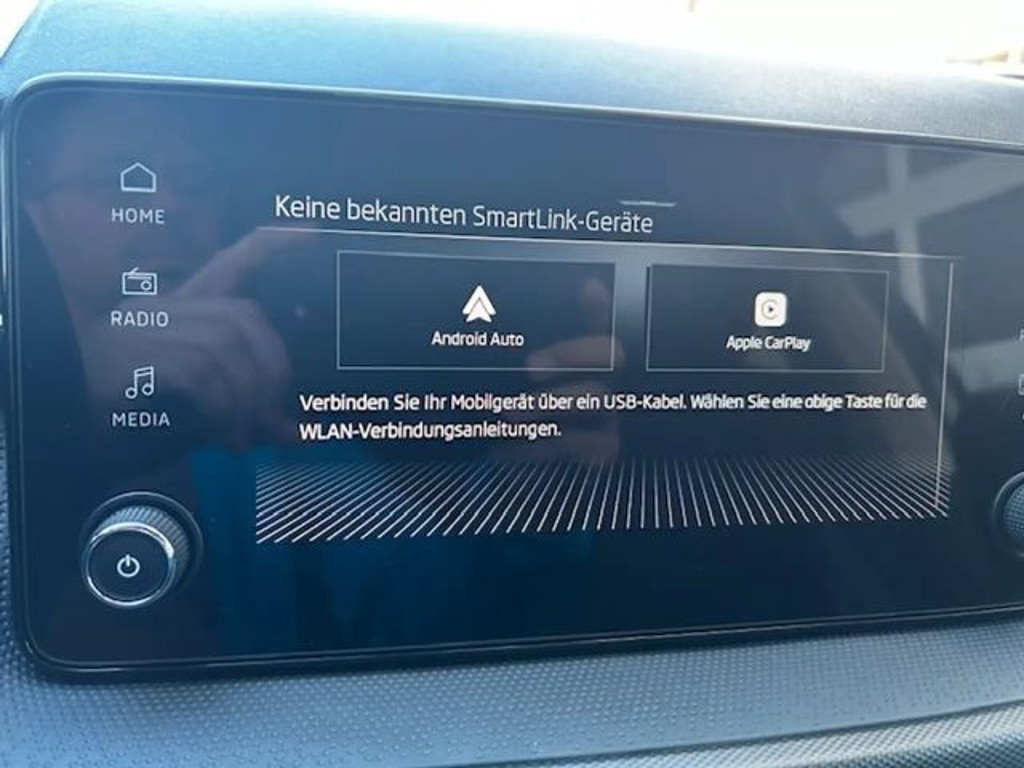 HOME
RADIO
MEDIA
Keine bekannten SmartLink-Geräte
Android Auto
Apple CarPlay
Verbinden Sie Ihr Mobilgerät über ein USB-Kabel. Wählen Sie eine obige Taste für die
WLAN-Verbindungsanleitungen.